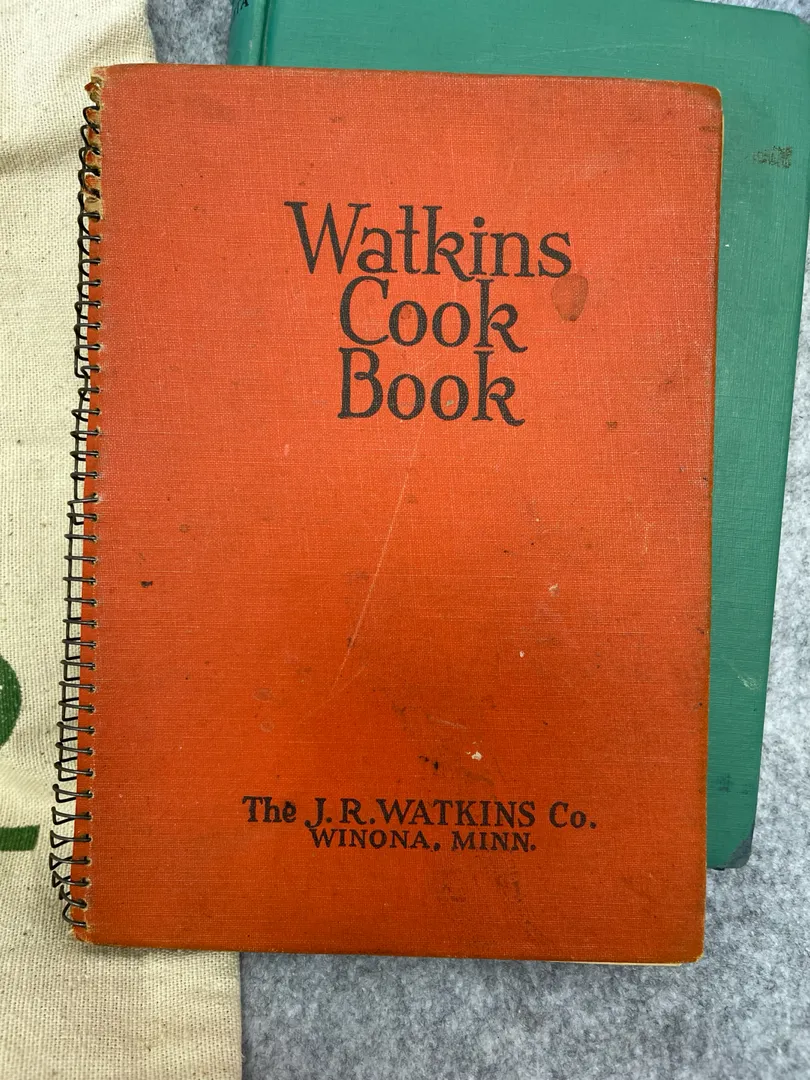 Watkins
Cook
Book
The J.R. WATKINS Co.
WINONA, MINN.